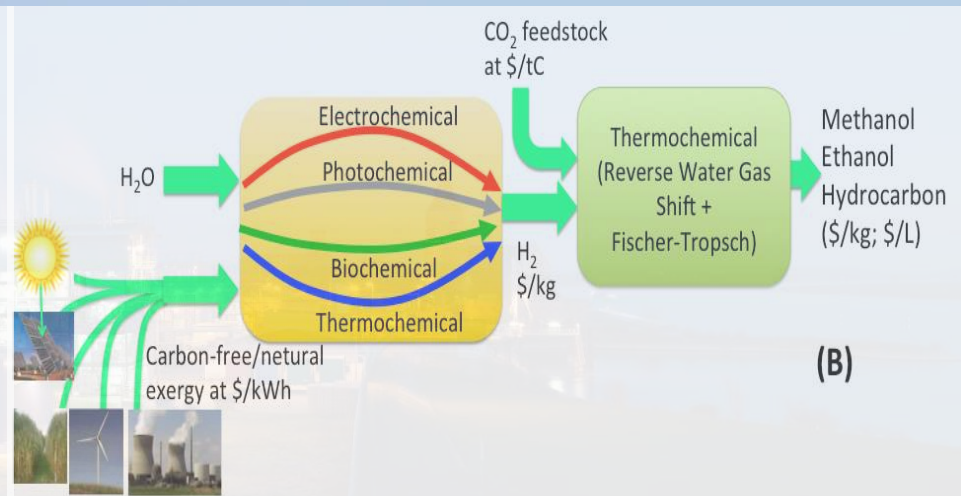 CO₂ feedstock
at $/tC
Electrochemical
Photochemical
Biochemical
Thermochemical
H₂O
H₂
$/kg
Thermochemical
(Reverse Water Gas
Shift +
Fischer-Tropsch)
Methanol
Ethanol
Hydrocarbon
($/kg; $/L)
Carbon-free/netural
exergy at $/kWh
(B)